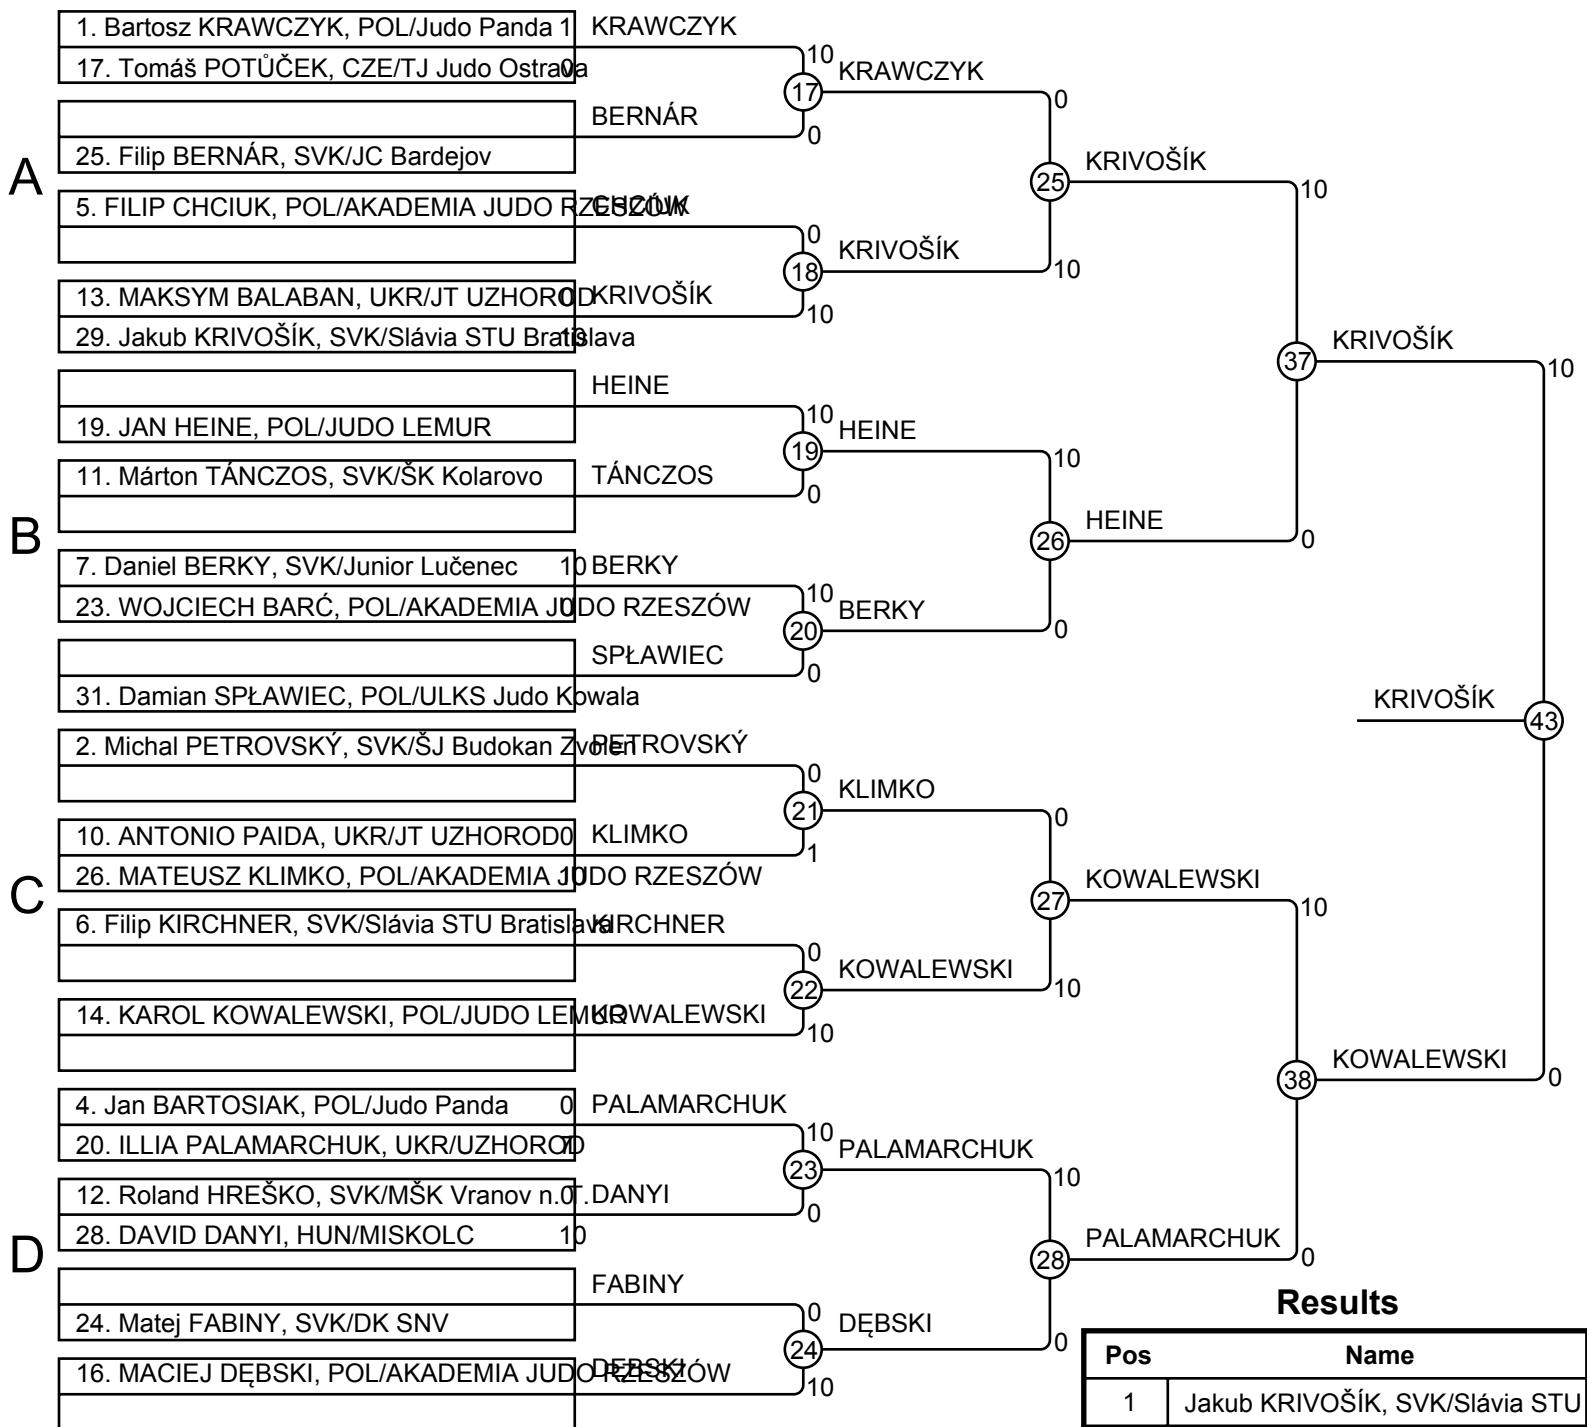 1. Bartosz KRAWCZYK, POL/Judo Panda 1
17. Tomáš POTŮČEK, CZE/TJ Judo Ostrava 0
KRAWCZYK
10
17
KRAWCZYK
BERNÁR
0
25. Filip BERNÁR, SVK/JC Bardejov
0
A
25
KRIVOŠÍK
5. FILIP CHCIUK, POL/AKADEMIA JUDO RZESZÓW
CHCIUK
10
0
18
KRIVOŠÍK
10
13. MAKSYM BALABAN, UKR/JT UZHOROD 0
KRIVOŠÍK
10
29. Jakub KRIVOŠÍK, SVK/Slávia STU Bratislava 10
37
KRIVOŠÍK
10
HEINE
19. JAN HEINE, POL/JUDO LEMUR
10
19
HEINE
10
11. Márton TÁNCZOS, SVK/ŠK Kolarovo
TÁNCZOS
0
B
26
HEINE
0
7. Daniel BERKY, SVK/Junior Lučenec 10
BERKY
23. WOJCIECH BARĆ, POL/AKADEMIA JUDO RZESZÓW 0
10
20
BERKY
0
SPŁAWIEC
0
31. Damian SPŁAWIEC, POL/ULKS Judo Kowala
KRIVOŠÍK
43
2. Michal PETROVSKÝ, SVK/ŠJ Budokan Zvolen
PETROVSKÝ
0
21
KLIMKO
0
10. ANTONIO PAIDA, UKR/JT UZHOROD 0
KLIMKO
1
26. MATEUSZ KLIMKO, POL/AKADEMIA JUDO RZESZÓW 10
C
27
KOWALEWSKI
10
6. Filip KIRCHNER, SVK/Slávia STU Bratislava
KIRCHNER
0
22
KOWALEWSKI
10
14. KAROL KOWALEWSKI, POL/JUDO LEMUR
KOWALEWSKI
10
38
KOWALEWSKI
0
4. Jan BARTOSIAK, POL/Judo Panda 0
PALAMARCHUK
20. ILLIA PALAMARCHUK, UKR/UZHOROD 7
10
23
PALAMARCHUK
10
12. Roland HREŠKO, SVK/MŠK Vranov n. T. 0
DANYI
0
28. DAVID DANYI, HUN/MISKOLC 10
D
28
PALAMARCHUK
0
FABINY
24. Matej FABINY, SVK/DK SNV
0
24
DĘBSKI
0
16. MACIEJ DĘBSKI, POL/AKADEMIA JUDO RZESZÓW
DĘBSKI
10
Results
Pos Name
1 Jakub KRIVOŠÍK, SVK/Slávia STU